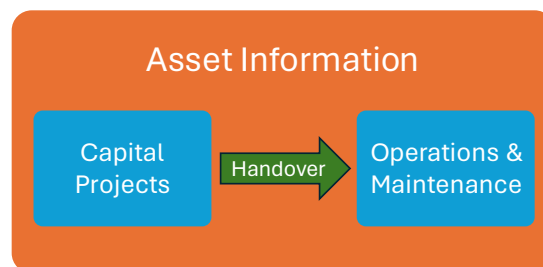 Asset Information
Capital
Projects
Handover
Operations &
Maintenance